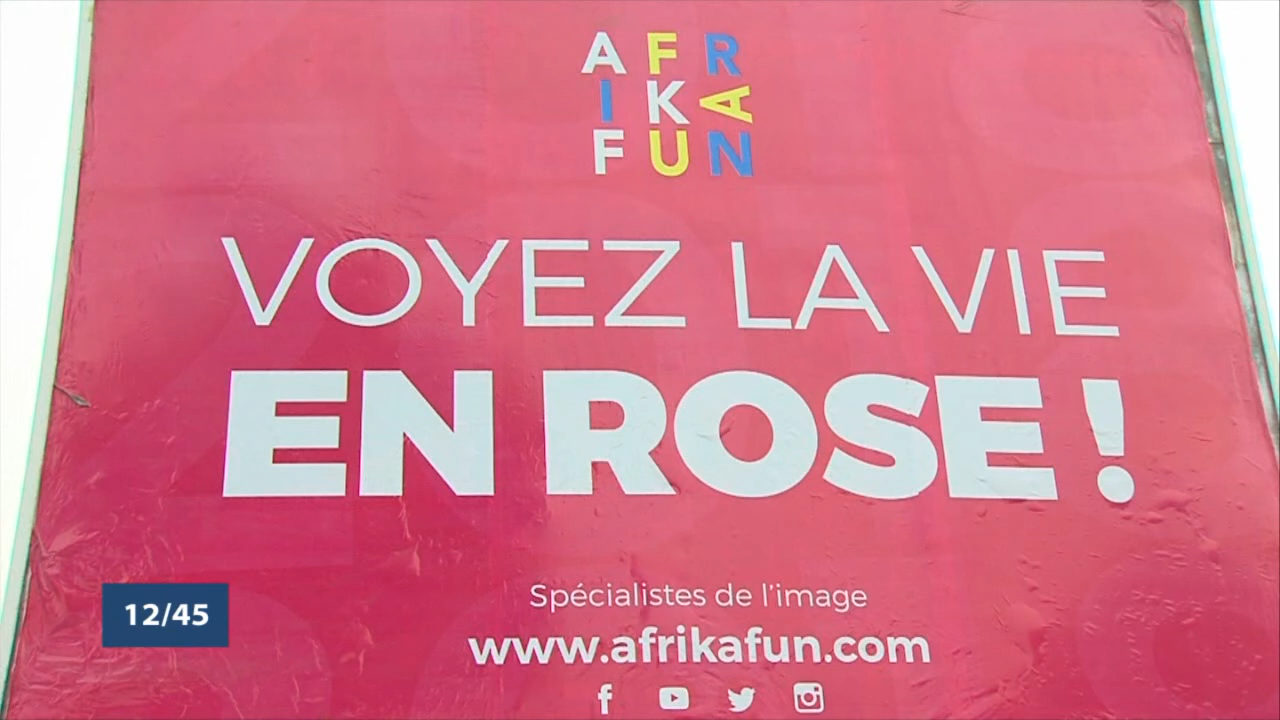 AFR
IKA
FUN
VOYEZ LA VIE
EN ROSE !
Spécialistes de l'image
www.afrikafun.com
12/45